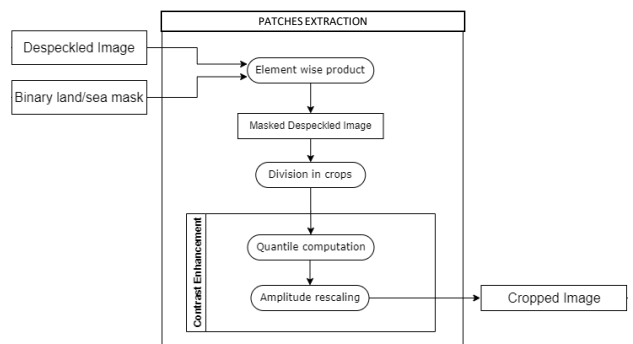 PATCHES EXTRACTION
Despeckled Image
Element wise product
Binary land/sea mask
Masked Despeckled Image
Division in crops
Contrast Enhancement
Quantile computation
Amplitude rescaling
Cropped Image